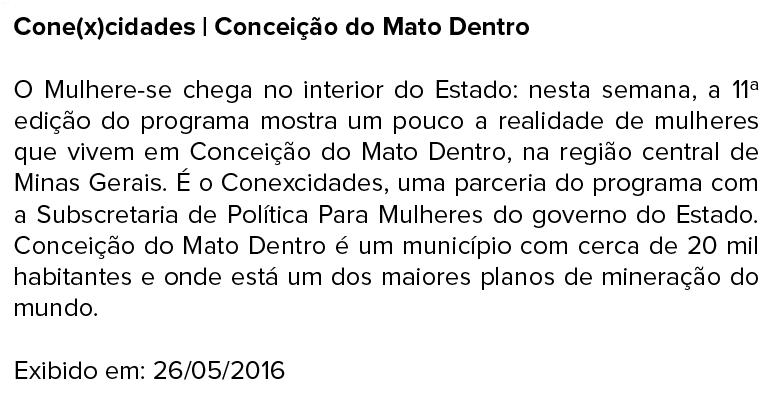 Cone(x)cidades | Conceição do Mato Dentro
O Mulhere-se chega no interior do Estado: nesta semana, a 11ª
edição do programa mostra um pouco a realidade de mulheres
que vivem em Conceição do Mato Dentro, na região central de
Minas Gerais. É o Conexcidades, uma parceria do programa com
a Subscretaria de Política Para Mulheres do governo do Estado.
Conceição do Mato Dentro é um município com cerca de 20 mil
habitantes e onde está um dos maiores planos de mineração do
mundo.
Exibido em: 26/05/2016